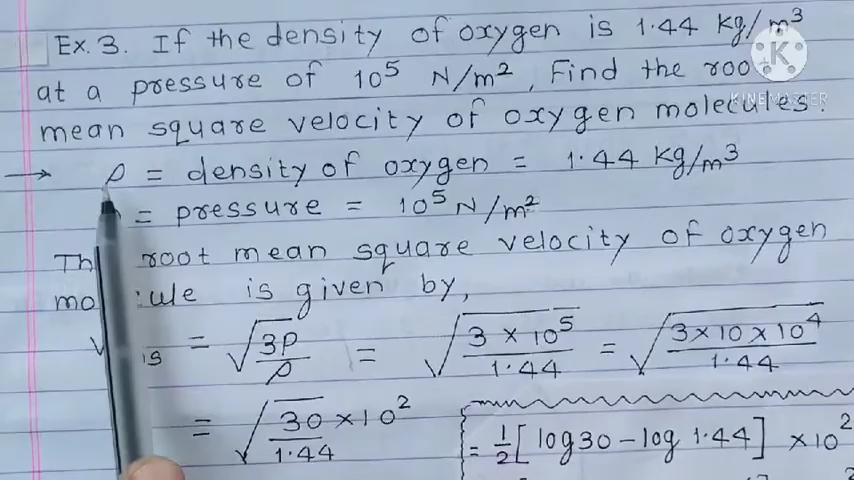 Ex. 3. If the density of oxygen is 1.44 Kg/m³
at a pressure of 10⁵ N/m², Find the root
mean square velocity of oxygen molecules.
→ ρ = density of oxygen = 1.44 Kg/m³
= pressure = 10⁵ N/m²
root mean square velocity of oxygen
is given by,
= √(3P/ρ) = √(3 × 10⁵/1.44) = √(3×10×10⁴/1.44)
= √(30/1.44) × 10²
= 1/2 [log 30 − log 1.44] × 10²
KINEMASTER